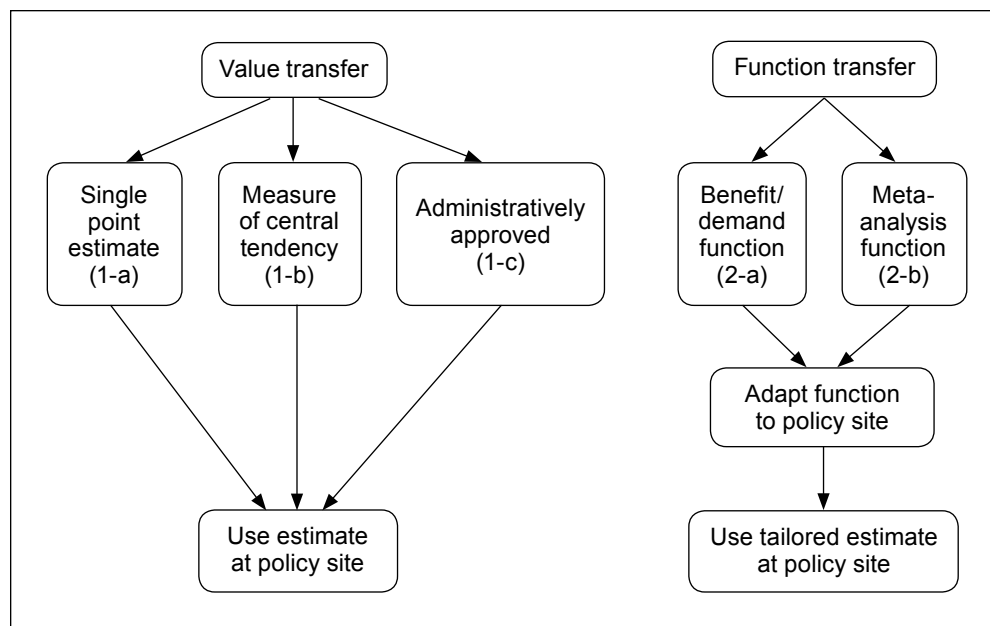 Value transfer
Single
point
estimate
(1-a)
Measure
of central
tendency
(1-b)
Administratively
approved
(1-c)
Use estimate
at policy site
Function transfer
Benefit/
demand
function
(2-a)
Meta-
analysis
function
(2-b)
Adapt function
to policy site
Use tailored estimate
at policy site